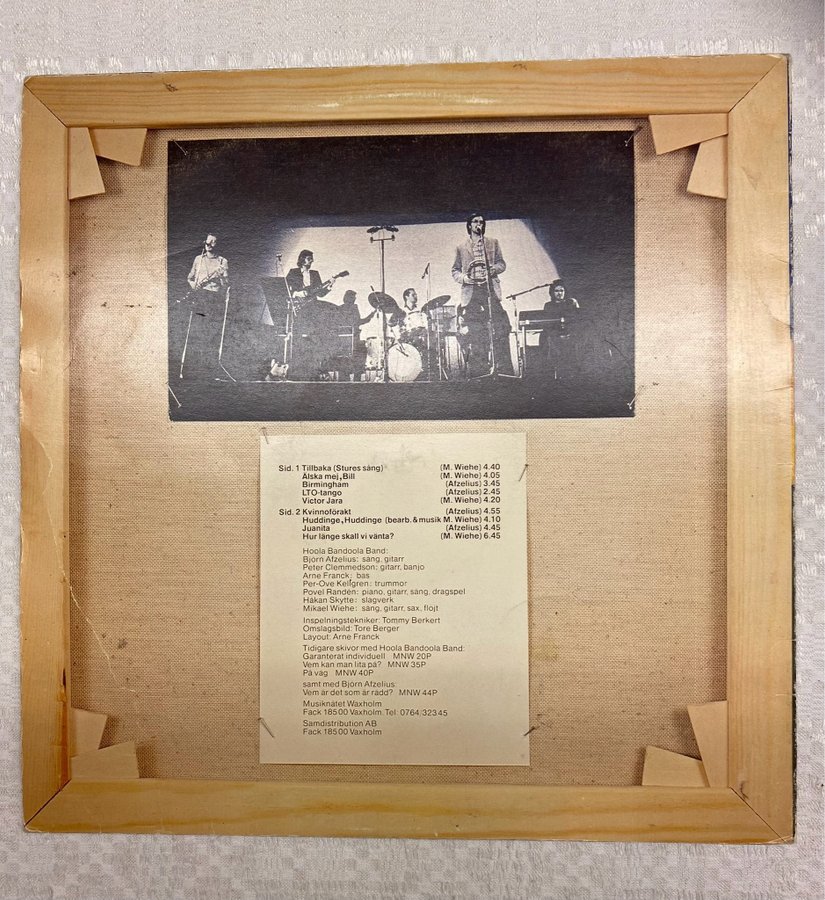 Sid. 1 Tillbaka (Stures sång) (M. Wiehe) 4.40
Älska mej, Bill (M. Wiehe) 4.05
Birmingham (Afzelius) 3.45
LTO-tango (Afzelius) 2.45
Victor Jara (M. Wiehe) 4.20
Sid. 2 Kvinnoförakt (Afzelius) 4.55
Huddinge, Huddinge (bearb. & musik M. Wiehe) 4.10
Juanita (Afzelius) 4.45
Hur länge skall vi vänta? (M. Wiehe) 6.45
Hoola Bandoola Band:
Björn Afzelius: sång, gitarr
Peter Clemmedson: gitarr, banjo
Arne Franck: bas
Per-Ove Kellgren: trummor
Povel Randén: piano, gitarr, sång, dragspel
Håkan Skytte: slagverk
Mikael Wiehe: sång, gitarr, sax, flöjt
Inspelningstekniker: Tommy Berkert
Omslagsbild: Tore Berger
Layout: Arne Franck
Tidigare skivor med Hoola Bandoola Band:
Garanterat individuell MNW 20P
Vem kan man lita på? MNW 35P
På väg MNW 40P
samt med Björn Afzelius:
Vem är det som är rädd? MNW 44P
Musiknätet Waxholm
Fack 185 00 Vaxholm. Tel: 0764/323 45
Samdistribution AB
Fack 185 00 Vaxholm